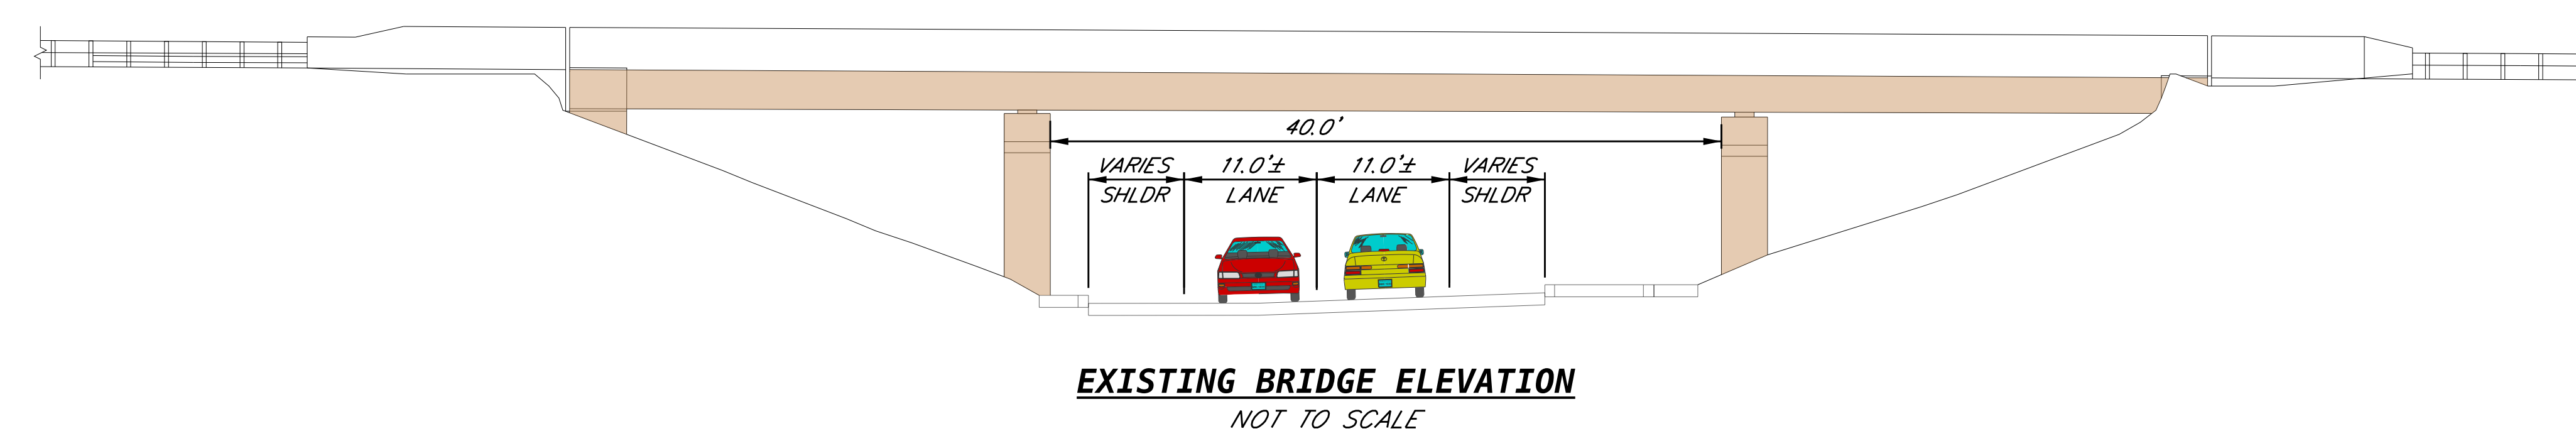 40.0'
VARIES 11.0'± 11.0'± VARIES
SHLDR LANE LANE SHLDR
EXISTING BRIDGE ELEVATION
NOT TO SCALE